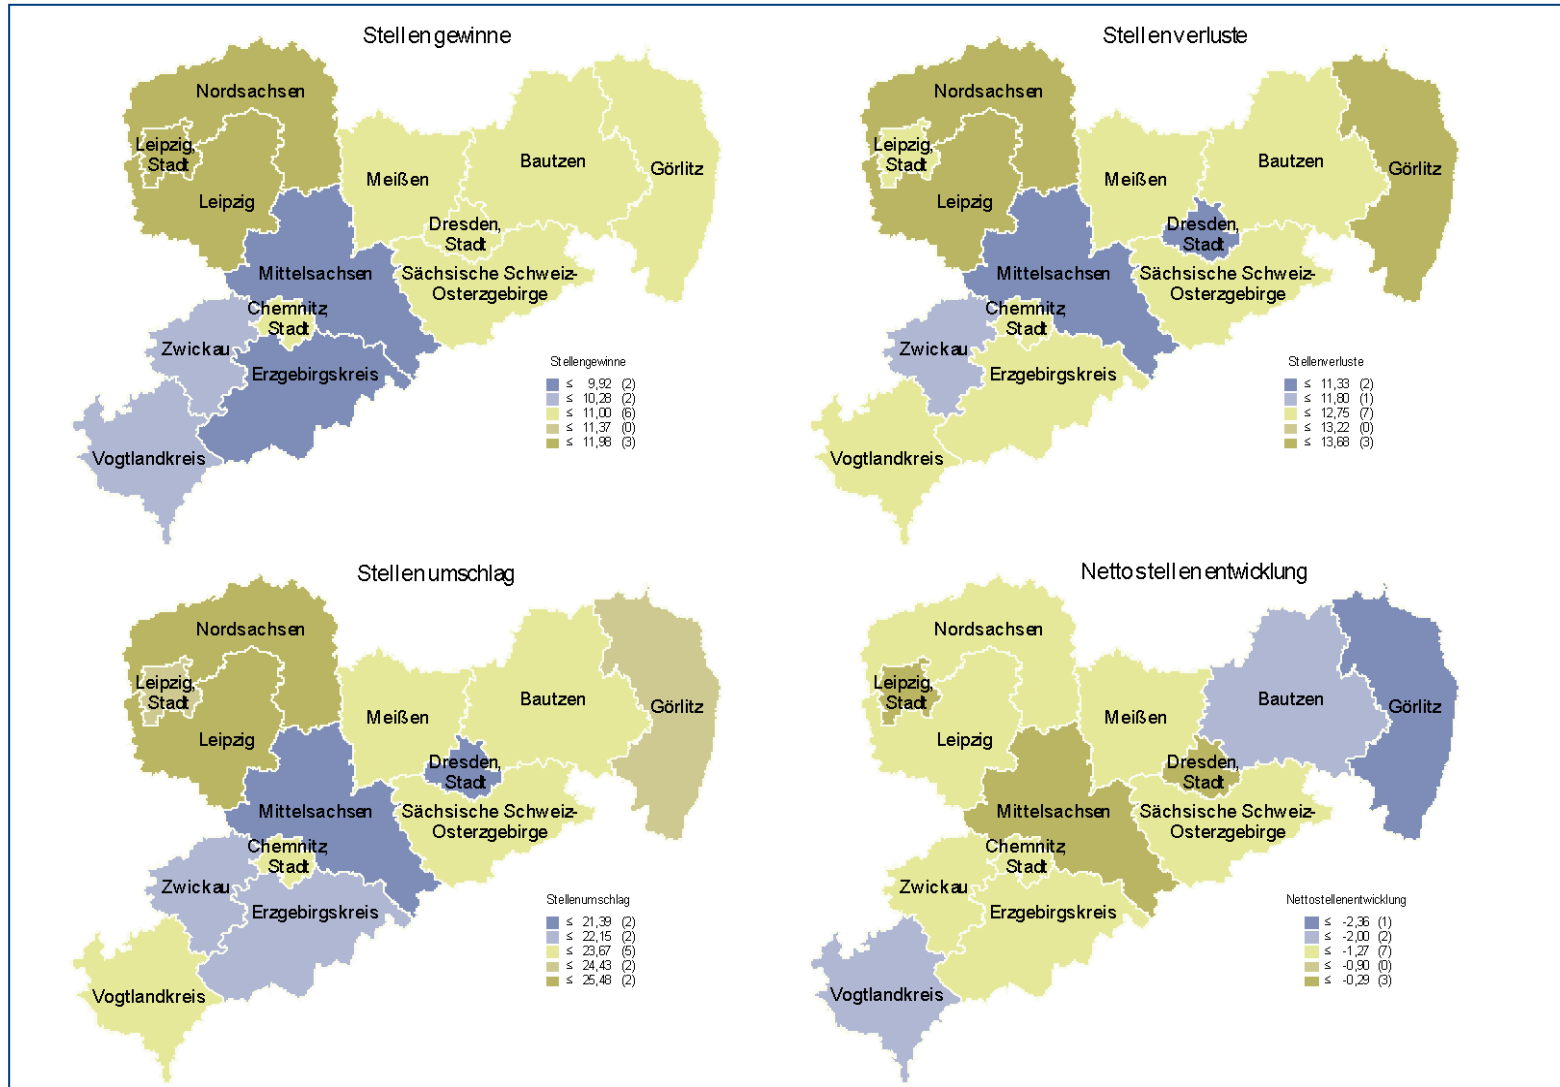 Stellengewinne
Nordsachsen
Leipzig,
Stadt
Leipzig
Meißen
Bautzen
Görlitz
Dresden,
Stadt
Mittelsachsen
Sächsische Schweiz-
Osterzgebirge
Chemnitz,
Stadt
Zwickau
Erzgebirgskreis
Vogtlandkreis
Stellengewinne
≤ 9,92 (2)
≤ 10,28 (2)
≤ 11,00 (6)
≤ 11,37 (0)
≤ 11,98 (3)
Stellenverluste
Nordsachsen
Leipzig,
Stadt
Leipzig
Meißen
Bautzen
Görlitz
Dresden,
Stadt
Mittelsachsen
Sächsische Schweiz-
Osterzgebirge
Chemnitz,
Stadt
Zwickau
Erzgebirgskreis
Vogtlandkreis
Stellenverluste
≤ 11,33 (2)
≤ 11,80 (1)
≤ 12,75 (7)
≤ 13,22 (0)
≤ 13,68 (3)
Stellenumschlag
Nordsachsen
Leipzig,
Stadt
Leipzig
Meißen
Bautzen
Görlitz
Dresden,
Stadt
Mittelsachsen
Sächsische Schweiz-
Osterzgebirge
Chemnitz,
Stadt
Zwickau
Erzgebirgskreis
Vogtlandkreis
Stellenumschlag
≤ 21,39 (2)
≤ 22,15 (2)
≤ 23,67 (5)
≤ 24,43 (2)
≤ 25,48 (2)
Nettostellenentwicklung
Nordsachsen
Leipzig,
Stadt
Leipzig
Meißen
Bautzen
Görlitz
Dresden,
Stadt
Mittelsachsen
Sächsische Schweiz-
Osterzgebirge
Chemnitz,
Stadt
Zwickau
Erzgebirgskreis
Vogtlandkreis
Nettostellenentwicklung
≤ -2,36 (1)
≤ -2,00 (2)
≤ -1,27 (7)
≤ -0,90 (0)
≤ -0,29 (3)